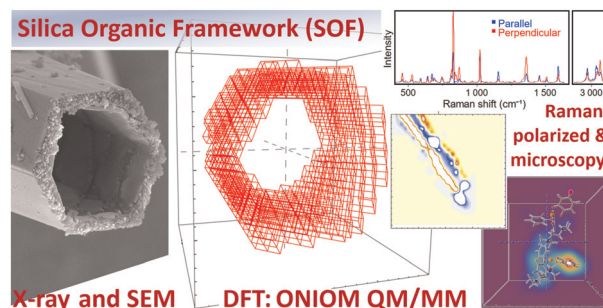 Silica Organic Framework (SOF)
Parallel
Perpendicular
Intensity
500
1 000
1 500
3 000
Raman shift (cm⁻¹)
Raman
polarized &
microscopy
X-ray and SEM
DFT: ONIOM QM/MM